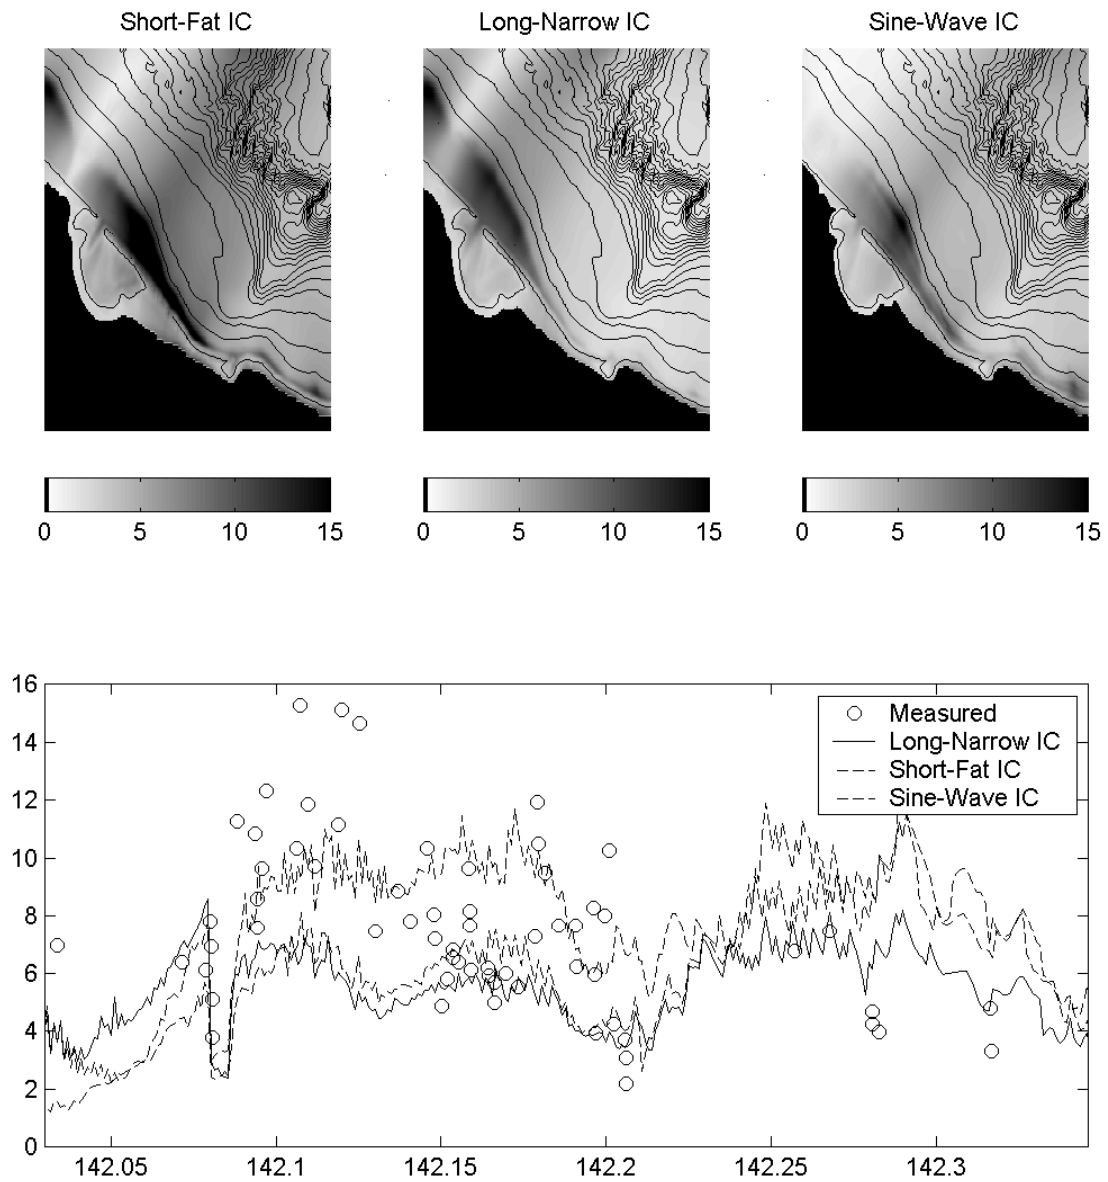 Short-Fat IC
Long-Narrow IC
Sine-Wave IC
0 5 10 15
0 5 10 15
0 5 10 15
16
14
12
10
8
6
4
2
0
Measured
Long-Narrow IC
Short-Fat IC
Sine-Wave IC
142.05 142.1 142.15 142.2 142.25 142.3